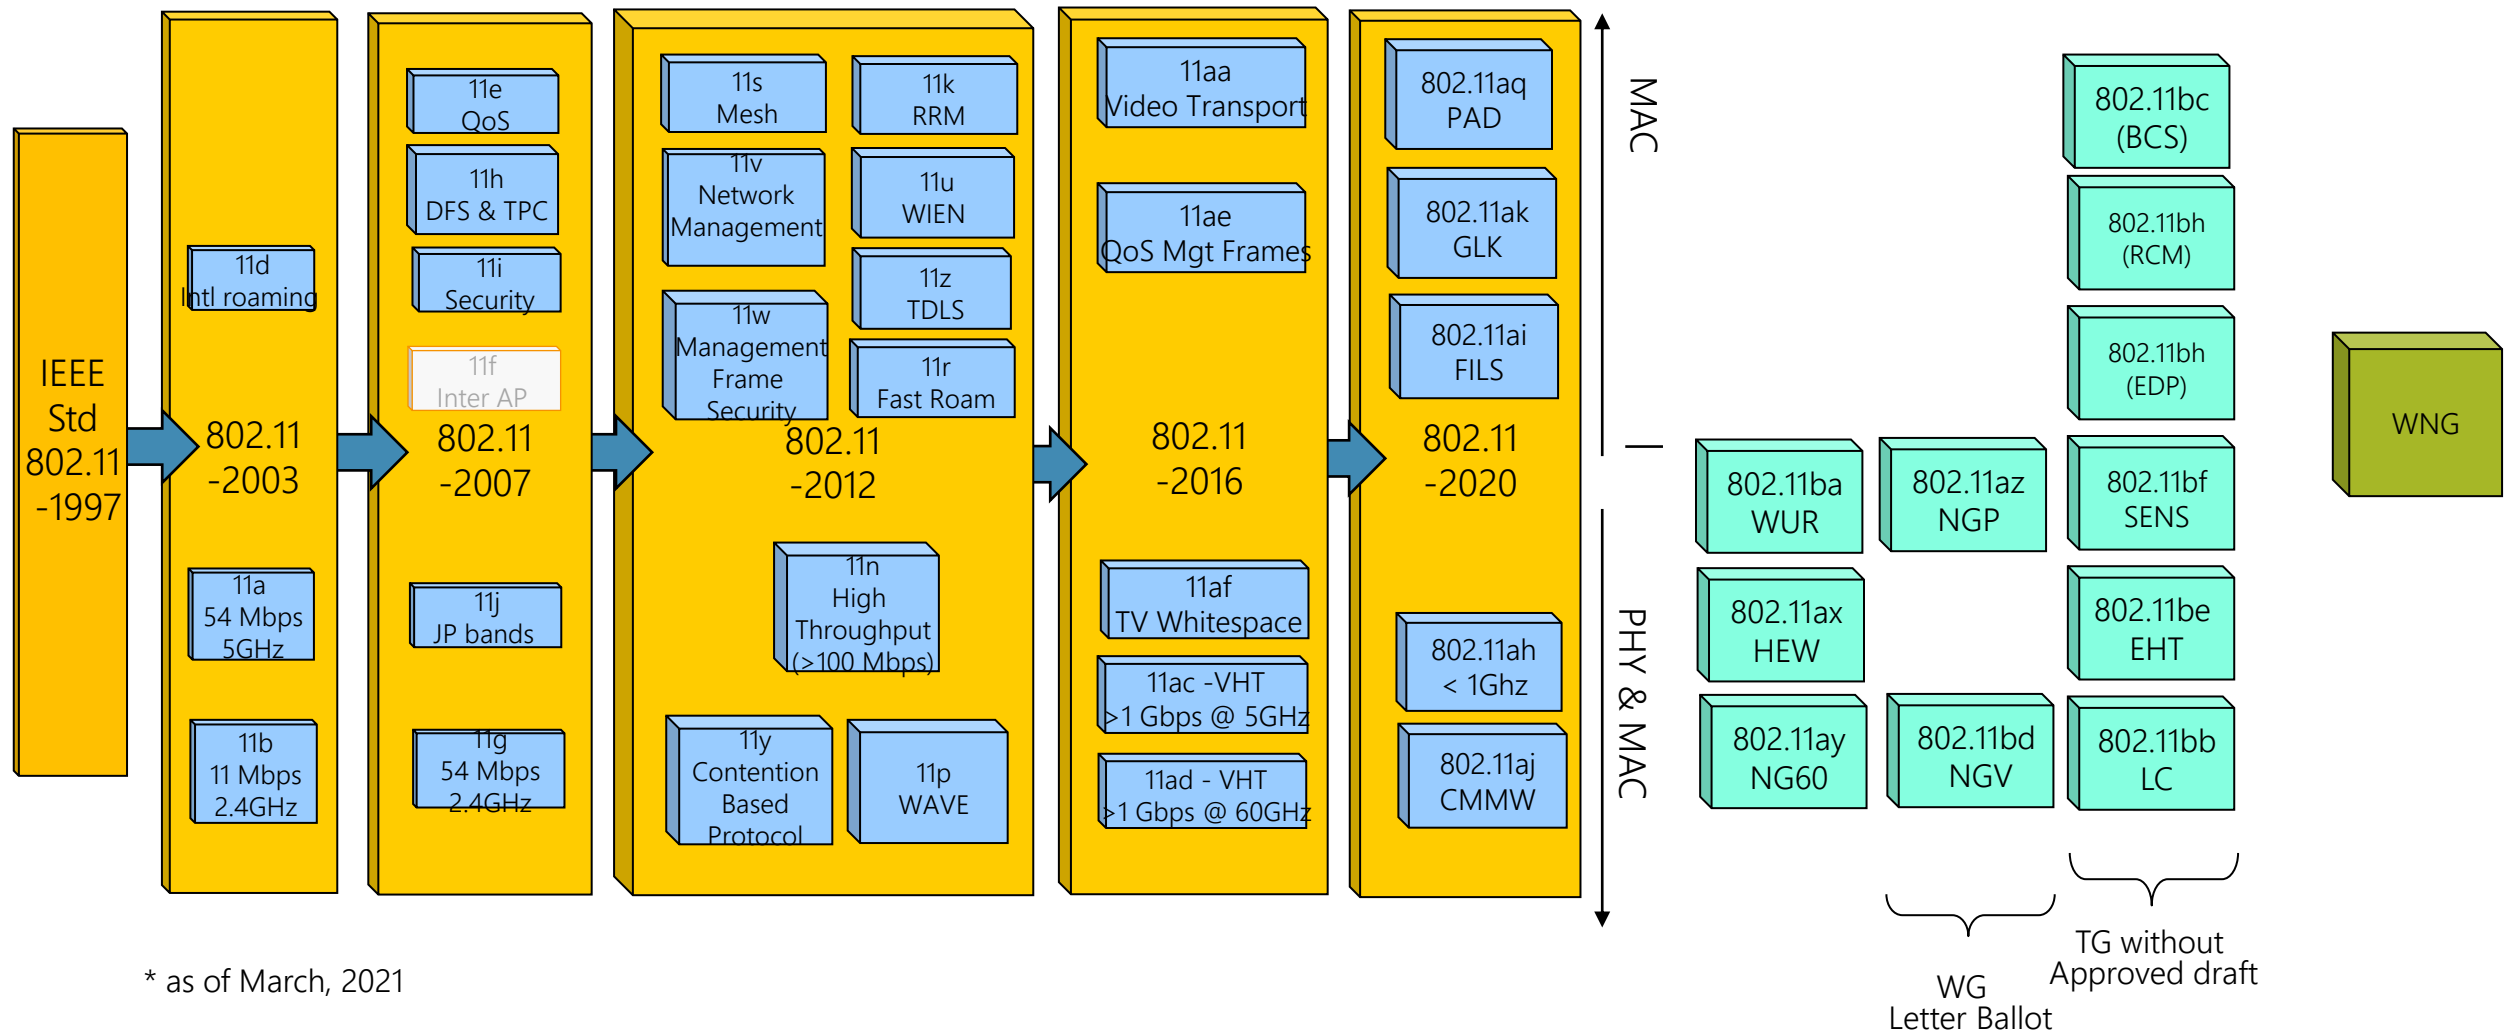 IEEE
Std
802.11
-1997
11d
Intl roaming
802.11
-2003
11a
54 Mbps
5GHz
11b
11 Mbps
2.4GHz
11e
QoS
11h
DFS & TPC
11i
Security
11f
Inter AP
802.11
-2007
11j
JP bands
11g
54 Mbps
2.4GHz
11s
Mesh
11k
RRM
11v
Network
Management
11u
WIEN
11z
TDLS
11w
Management
Frame
Security
11r
Fast Roam
802.11
-2012
11n
High
Throughput
(>100 Mbps)
11y
Contention
Based
Protocol
11p
WAVE
11aa
Video Transport
11ae
QoS Mgt Frames
802.11
-2016
11af
TV Whitespace
11ac -VHT
>1 Gbps @ 5GHz
11ad - VHT
>1 Gbps @ 60GHz
802.11aq
PAD
802.11ak
GLK
802.11ai
FILS
802.11
-2020
802.11ah
< 1Ghz
802.11aj
CMMW
MAC
PHY & MAC
802.11ba
WUR
802.11ax
HEW
802.11ay
NG60
802.11az
NGP
802.11bd
NGV
802.11bc
(BCS)
802.11bh
(RCM)
802.11bh
(EDP)
802.11bf
SENS
802.11be
EHT
802.11bb
LC
WNG
TG without
Approved draft
WG
Letter Ballot
* as of March, 2021